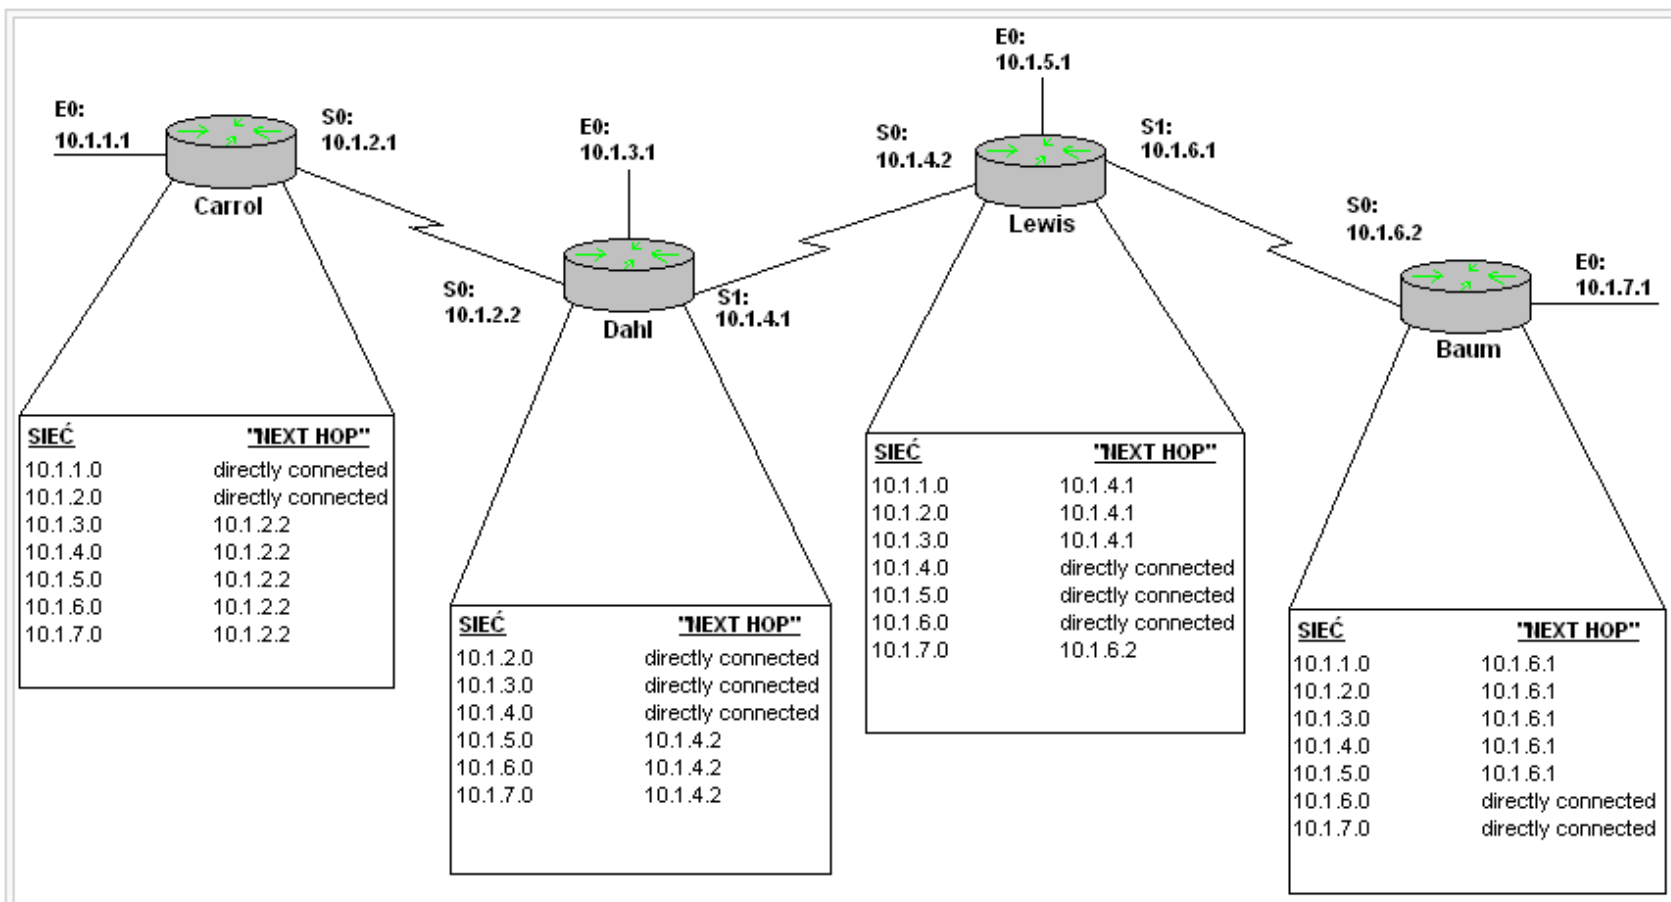 E0:
10.1.1.1
S0:
10.1.2.1
Carrol
E0:
10.1.3.1
S0:
10.1.2.2
S1:
10.1.4.1
Dahl
E0:
10.1.5.1
S0:
10.1.4.2
S1:
10.1.6.1
Lewis
S0:
10.1.6.2
E0:
10.1.7.1
Baum
SIEĆ "NEXT HOP"
10.1.1.0 directly connected
10.1.2.0 directly connected
10.1.3.0 10.1.2.2
10.1.4.0 10.1.2.2
10.1.5.0 10.1.2.2
10.1.6.0 10.1.2.2
10.1.7.0 10.1.2.2
SIEĆ "NEXT HOP"
10.1.2.0 directly connected
10.1.3.0 directly connected
10.1.4.0 directly connected
10.1.5.0 10.1.4.2
10.1.6.0 10.1.4.2
10.1.7.0 10.1.4.2
SIEĆ "NEXT HOP"
10.1.1.0 10.1.4.1
10.1.2.0 10.1.4.1
10.1.3.0 10.1.4.1
10.1.4.0 directly connected
10.1.5.0 directly connected
10.1.6.0 directly connected
10.1.7.0 10.1.6.2
SIEĆ "NEXT HOP"
10.1.1.0 10.1.6.1
10.1.2.0 10.1.6.1
10.1.3.0 10.1.6.1
10.1.4.0 10.1.6.1
10.1.5.0 10.1.6.1
10.1.6.0 directly connected
10.1.7.0 directly connected